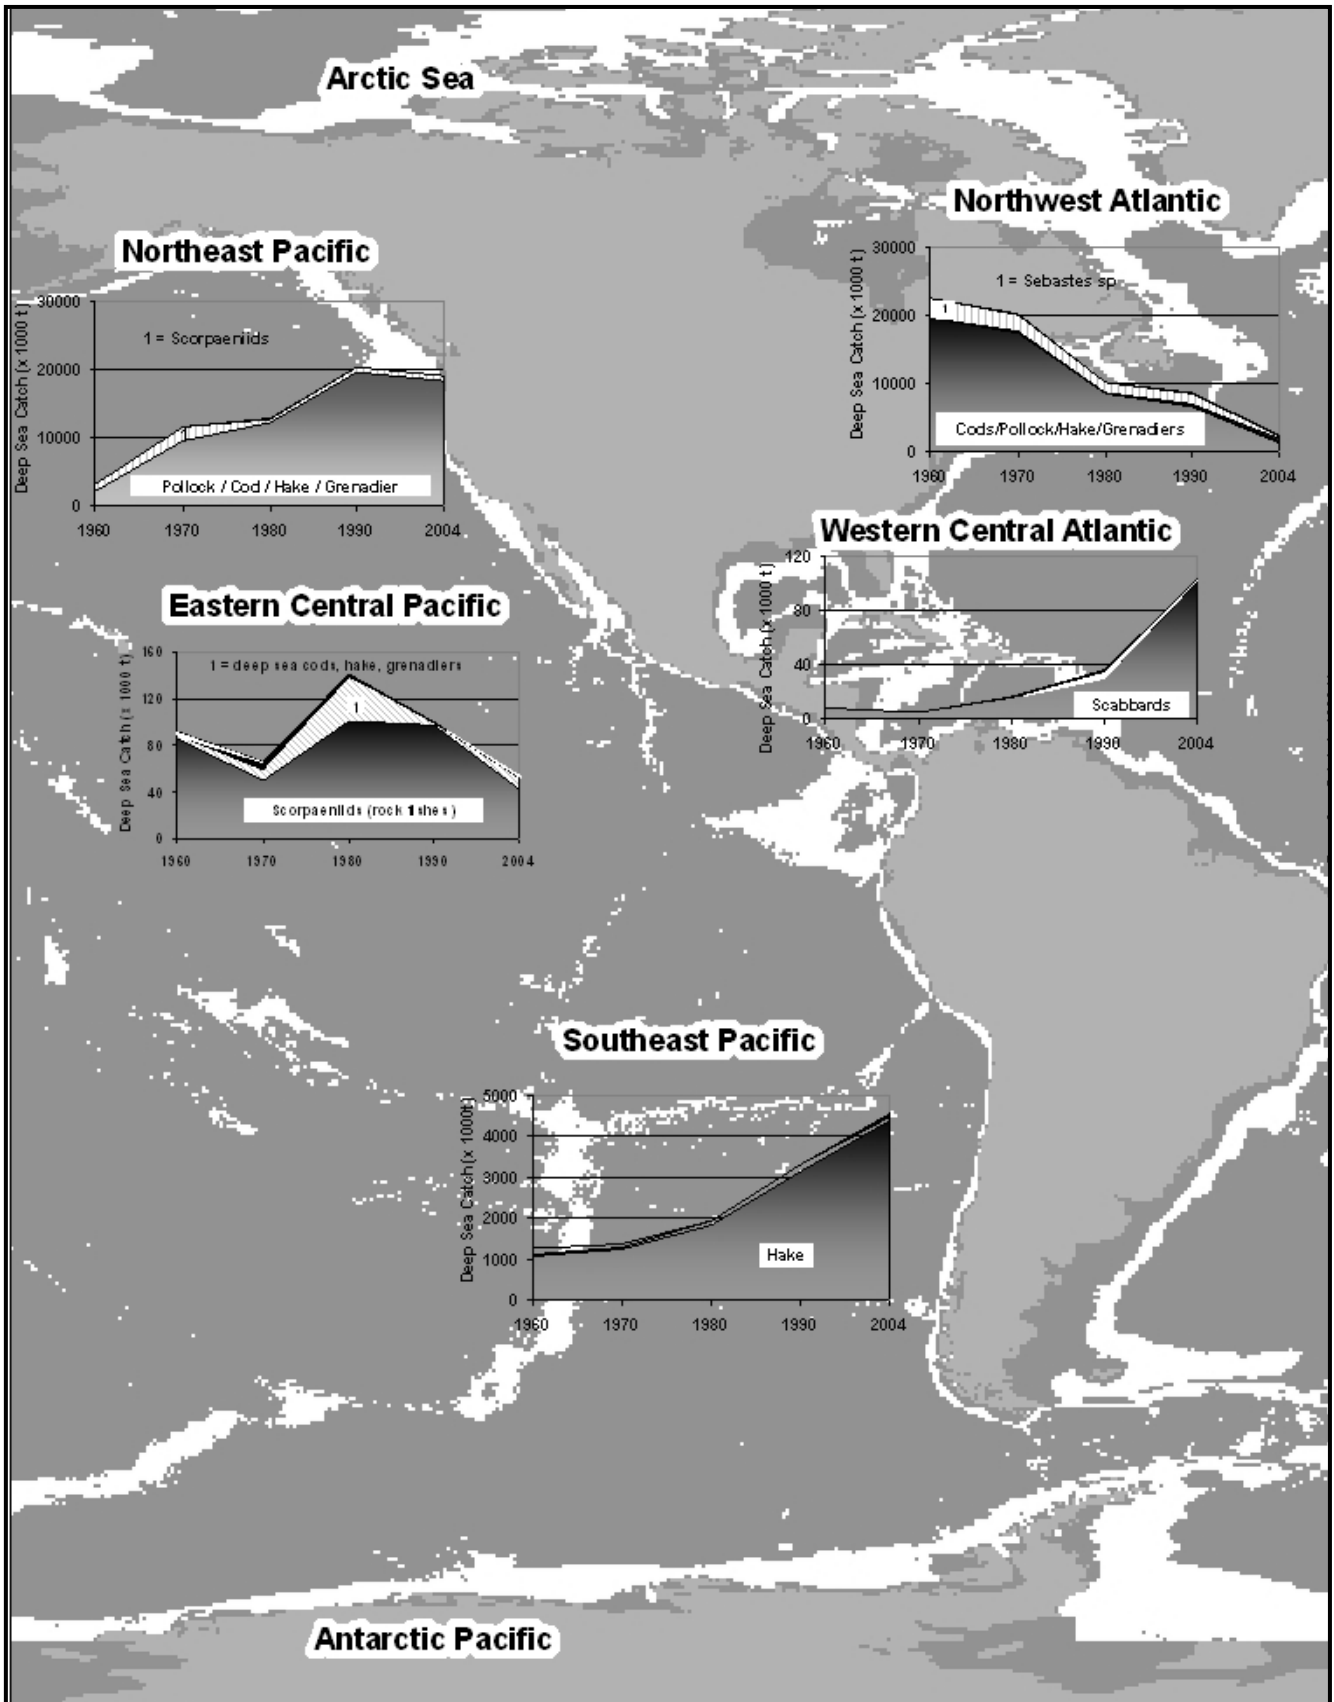 Arctic Sea
Northwest Atlantic
Deep Sea Catch (x 1000 t)
30000
20000
10000
0
1 = Sebastes sp
1
Cods/Pollock/Hake/Grenadiers
1960 1970 1980 1990 2004
Northeast Pacific
Deep Sea Catch (x 1000 t)
30000
20000
10000
0
1 = Scorpaeniids
Pollock / Cod / Hake / Grenadier
1960 1970 1980 1990 2004
Western Central Atlantic
Deep Sea Catch (x 1000 t)
120
80
40
0
Scabbards
1960 1970 1980 1990 2004
Eastern Central Pacific
Deep Sea Catch (x 1000 t)
160
120
80
40
0
1 = deep sea cods, hake, grenadiers
1
Scorpaeniids (rock fishes)
1960 1970 1980 1990 2004
Southeast Pacific
Deep Sea Catch (x 1000t)
5000
4000
3000
2000
1000
0
Hake
1960 1970 1980 1990 2004
Antarctic Pacific